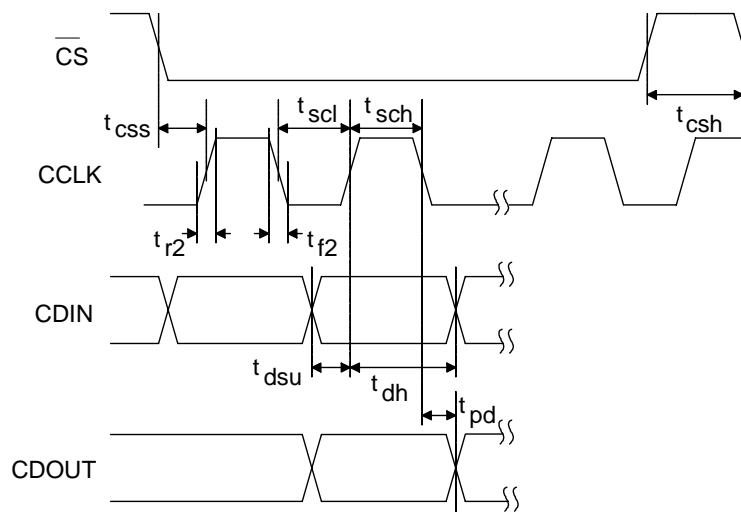 CS
t scl
t sch
t css
t csh
CCLK
t r2
t f2
CDIN
t dsu
t dh
t pd
CDOUT